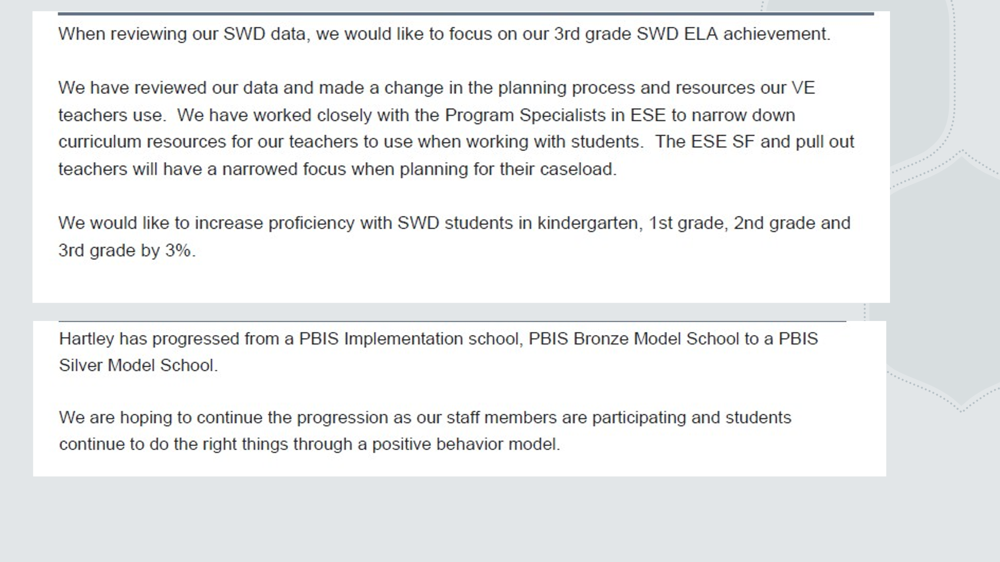 When reviewing our SWD data, we would like to focus on our 3rd grade SWD ELA achievement.
We have reviewed our data and made a change in the planning process and resources our VE
teachers use.  We have worked closely with the Program Specialists in ESE to narrow down
curriculum resources for our teachers to use when working with students.  The ESE SF and pull out
teachers will have a narrowed focus when planning for their caseload.
We would like to increase proficiency with SWD students in kindergarten, 1st grade, 2nd grade and
3rd grade by 3%.
Hartley has progressed from a PBIS Implementation school, PBIS Bronze Model School to a PBIS
Silver Model School.
We are hoping to continue the progression as our staff members are participating and students
continue to do the right things through a positive behavior model.